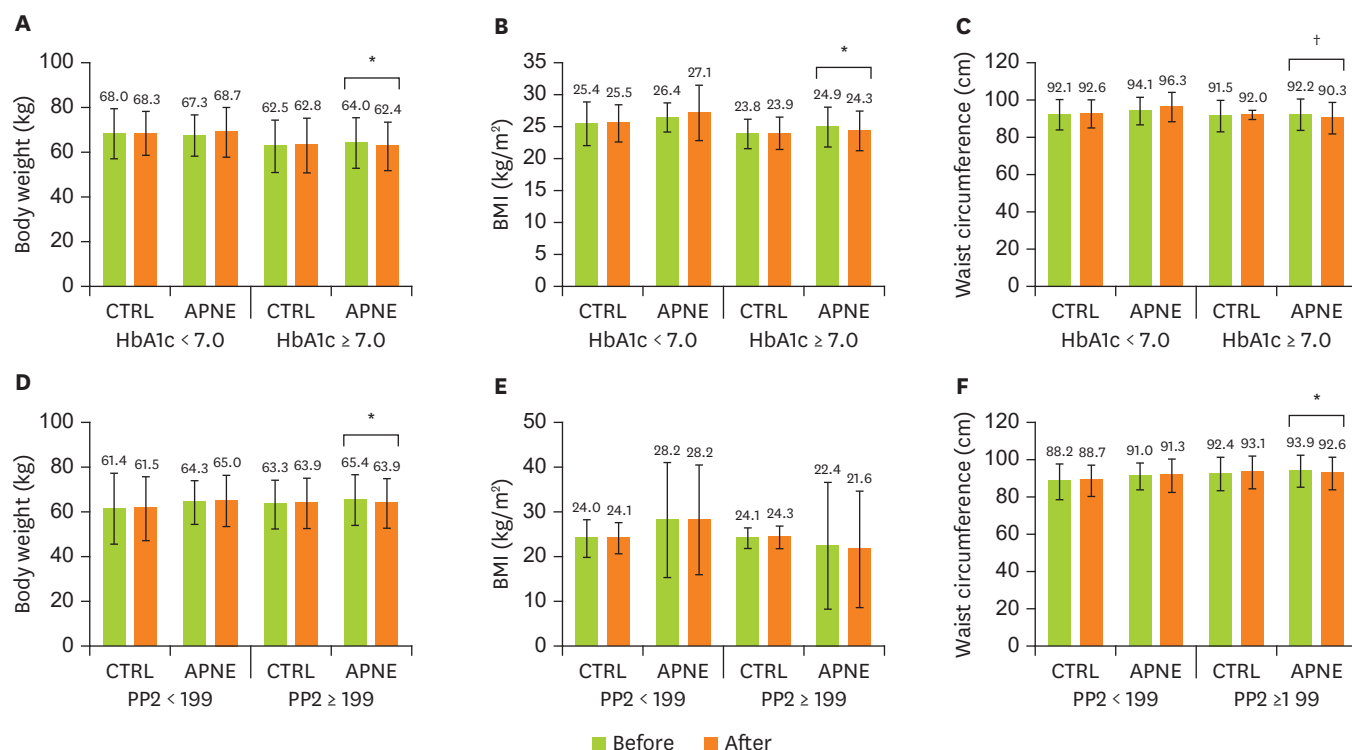 A
Body weight (kg)
100
80
60
40
20
0
68.0 68.3 67.3 68.7 62.5 62.8 64.0 62.4
*
CTRL APNE CTRL APNE
HbA1c < 7.0 HbA1c ≥ 7.0
B
BMI (kg/m²)
35
30
25
20
15
10
5
0
25.4 25.5 26.4 27.1 23.8 23.9 24.9 24.3
*
CTRL APNE CTRL APNE
HbA1c < 7.0 HbA1c ≥ 7.0
C
Waist circumference (cm)
120
100
80
60
40
20
0
92.1 92.6 94.1 96.3 91.5 92.0 92.2 90.3
†
CTRL APNE CTRL APNE
HbA1c < 7.0 HbA1c ≥ 7.0
D
Body weight (kg)
100
80
60
40
20
0
61.4 61.5 64.3 65.0 63.3 63.9 65.4 63.9
*
CTRL APNE CTRL APNE
PP2 < 199 PP2 ≥ 199
E
BMI (kg/m²)
50
40
30
20
10
0
24.0 24.1 28.2 28.2 24.1 24.3 22.4 21.6
CTRL APNE CTRL APNE
PP2 < 199 PP2 ≥ 199
F
Waist circumference (cm)
120
100
80
60
40
20
0
88.2 88.7 91.0 91.3 92.4 93.1 93.9 92.6
*
CTRL APNE CTRL APNE
PP2 < 199 PP2 ≥1 99
Before After